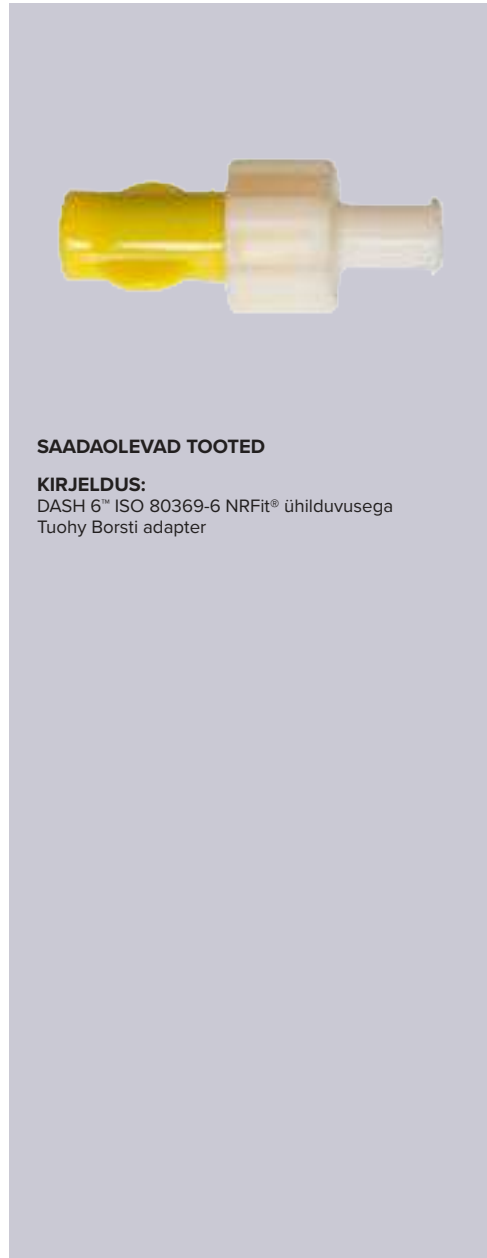 SAADAOLEVAD TOOTED
KIRJELDUS:
DASH 6™ ISO 80369-6 NRFit® ühilduvusega
Tuohy Borsti adapter